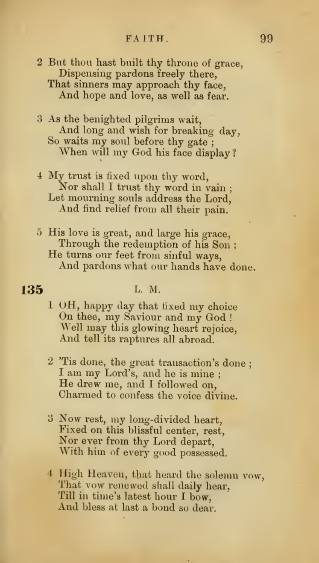 FAITH. 99
2 But thou hast built thy throne of grace,
Dispensing pardons freely there,
That sinners may approach thy face,
And hope and love, as well as fear.
3 As the benighted pilgrims wait,
And long and wish for breaking day,
So waits my soul before thy gate ;
When will my God his face display?
4 My trust is fixed upon thy word,
Nor shall I trust thy word in vain ;
Let mourning souls address the Lord,
And find relief from all their pain.
5 His love is great, and large his grace,
Through the redemption of his Son :
He turns our feet from sinful ways,
And pardons what our hands have done.
135 L. M.
1 OH, happy day that fixed my choice
On thee, my Saviour and my God !
Well may this glowing heart rejoice,
And tell its raptures all abroad.
2 'Tis done, the great transaction's done ;
I am my Lord's, and he is mine ;
He drew me, and I followed on,
Charmed to confess the voice divine.
3 Now rest, my long-divided heart,
Fixed on this blissful center, rest,
Nor ever from thy Lord depart,
With him of every good possessed.
4 High Heaven, that heard the solemn vow,
That vow renewed shall daily hear,
Till in time's latest hour I bow,
And bless at last a bond so dear.